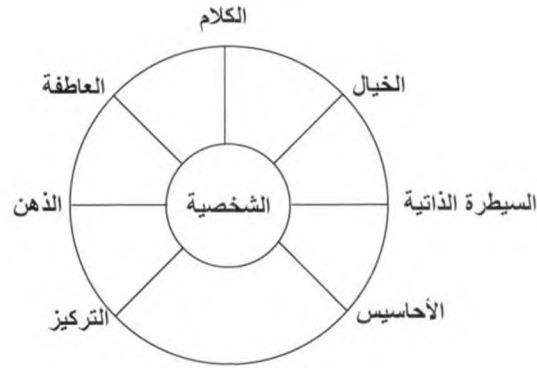 الكلام
الخيال
العاطفة
السيطرة الذاتية
الشخصية
الذهن
الأحاسيس
التركيز